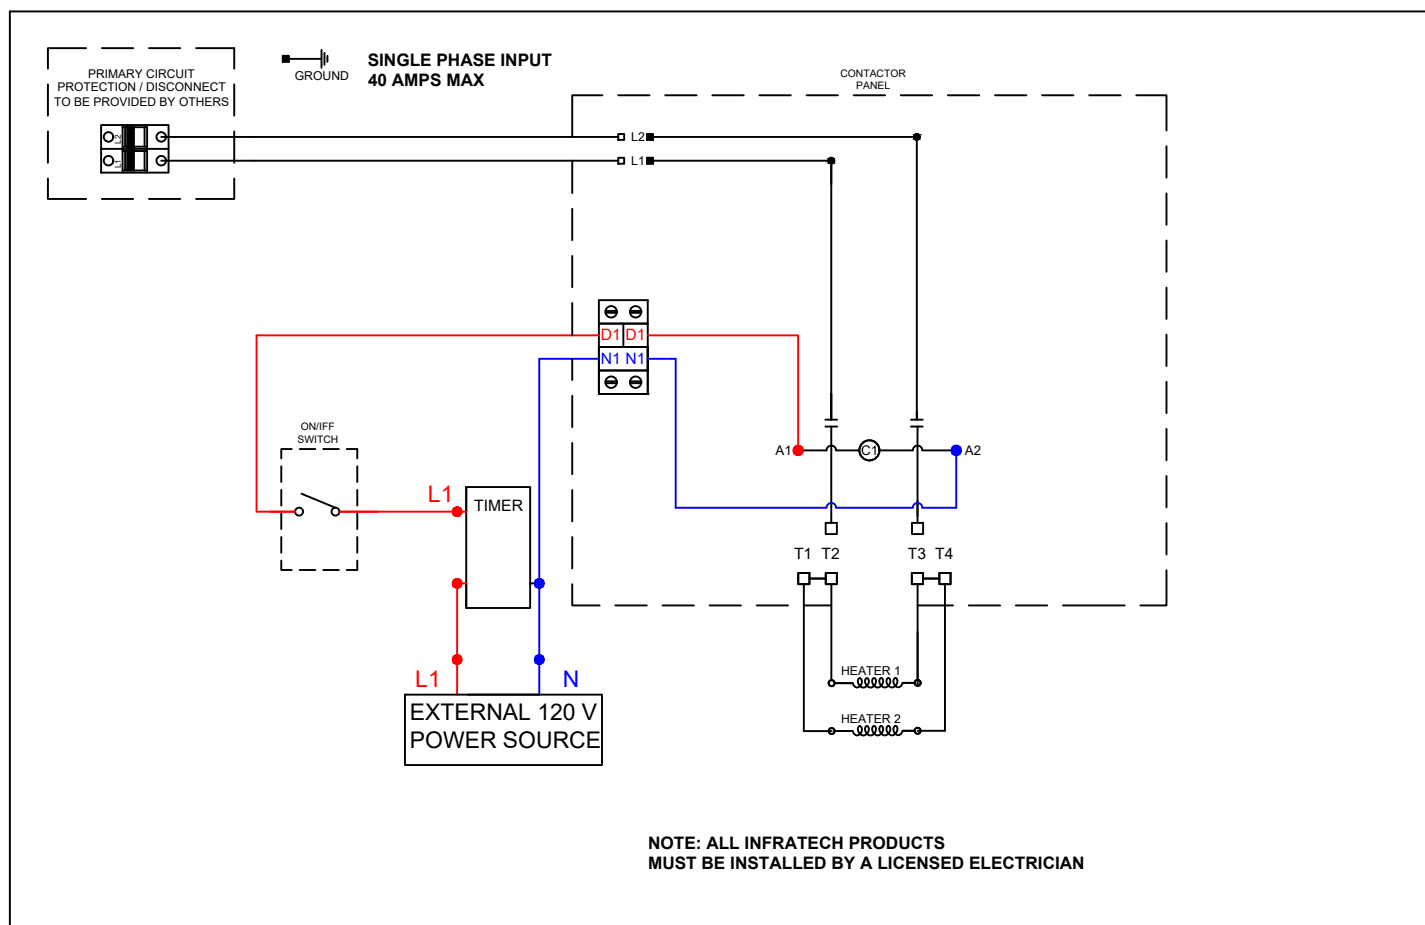 PRIMARY CIRCUIT
PROTECTION / DISCONNECT
TO BE PROVIDED BY OTHERS
L2
L1
GROUND
SINGLE PHASE INPUT
40 AMPS MAX
CONTACTOR
PANEL
L2
L1
D1 D1
N1 N1
ON/IFF
SWITCH
L1
TIMER
A1
C1
A2
T1 T2
T3 T4
HEATER 1
HEATER 2
L1
N
EXTERNAL 120 V
POWER SOURCE
NOTE: ALL INFRATECH PRODUCTS
MUST BE INSTALLED BY A LICENSED ELECTRICIAN